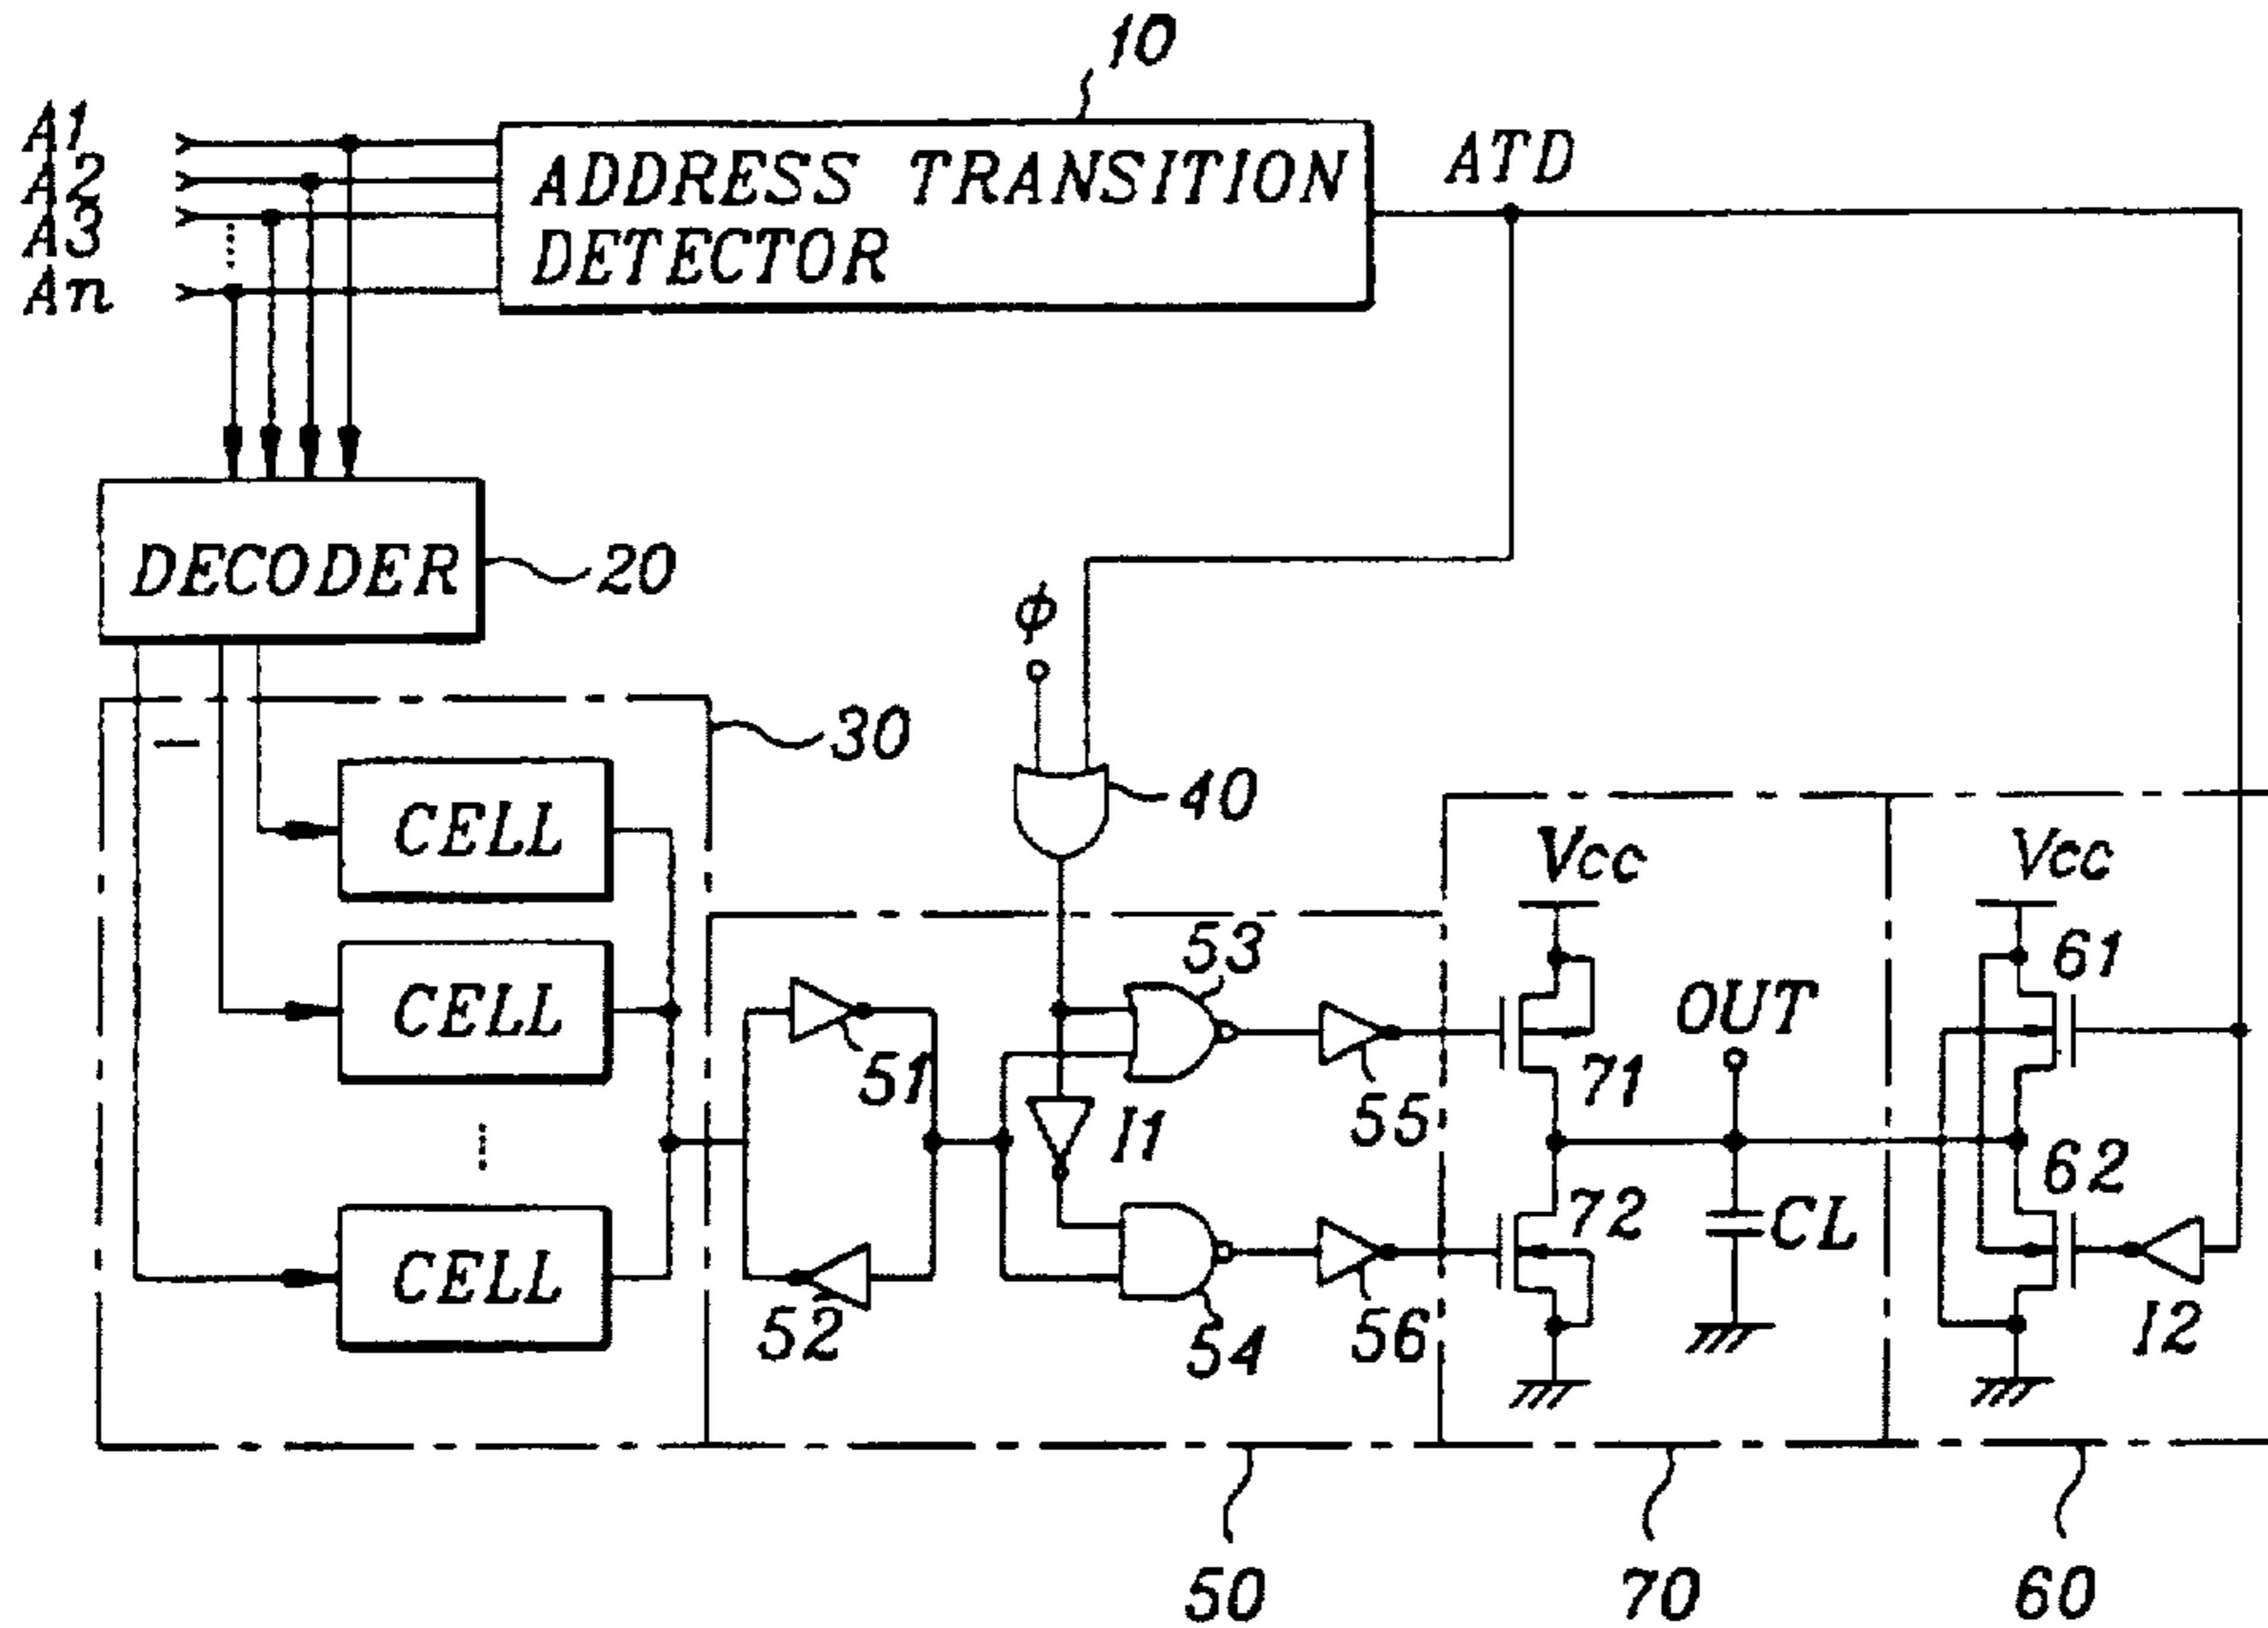 10
A1
A2
A3
An
ADDRESS TRANSITION
DETECTOR
ATD
DECODER
20
ϕ
30
40
CELL
CELL
CELL
Vcc
Vcc
53
61
OUT
51
55
71
I1
62
72
CL
52
54
56
I2
50
70
60